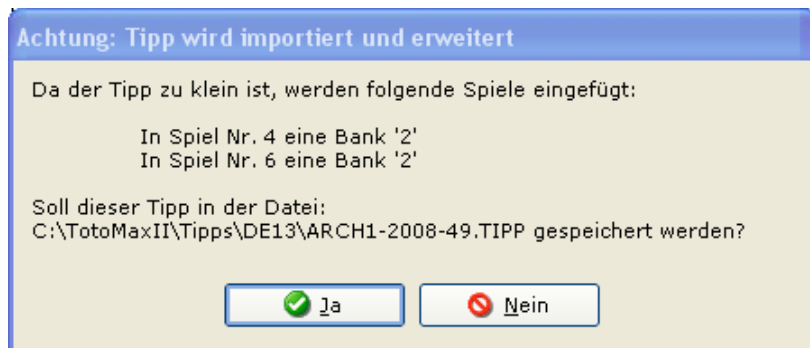 Achtung: Tipp wird importiert und erweitert
Da der Tipp zu klein ist, werden folgende Spiele eingefügt:
In Spiel Nr. 4 eine Bank '2'
In Spiel Nr. 6 eine Bank '2'
Soll dieser Tipp in der Datei:
C:\TotoMaxII\Tipps\DE13\ARCH1-2008-49.TIPP gespeichert werden?
Ja
Nein